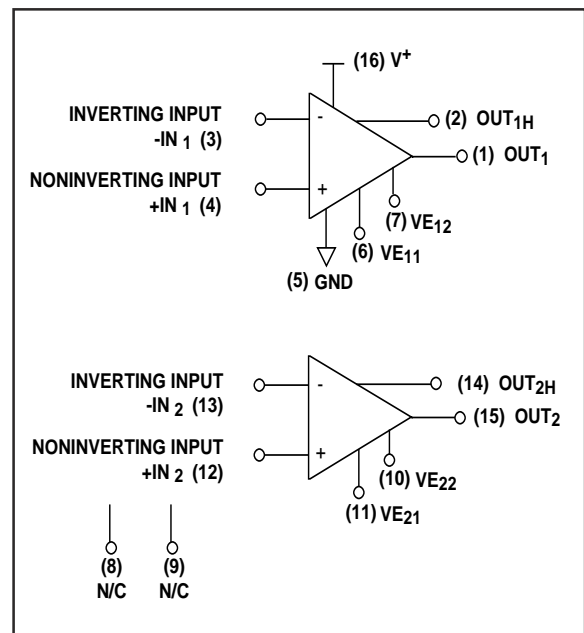 (16) V+
INVERTING INPUT
-IN 1 (3)
-
(2) OUT1H
(1) OUT1
NONINVERTING INPUT
+IN 1 (4)
+
(7) VE12
(6) VE11
(5) GND
INVERTING INPUT
-IN 2 (13)
-
(14) OUT2H
(15) OUT2
NONINVERTING INPUT
+IN 2 (12)
+
(10) VE22
(11) VE21
(8) (9)
N/C N/C